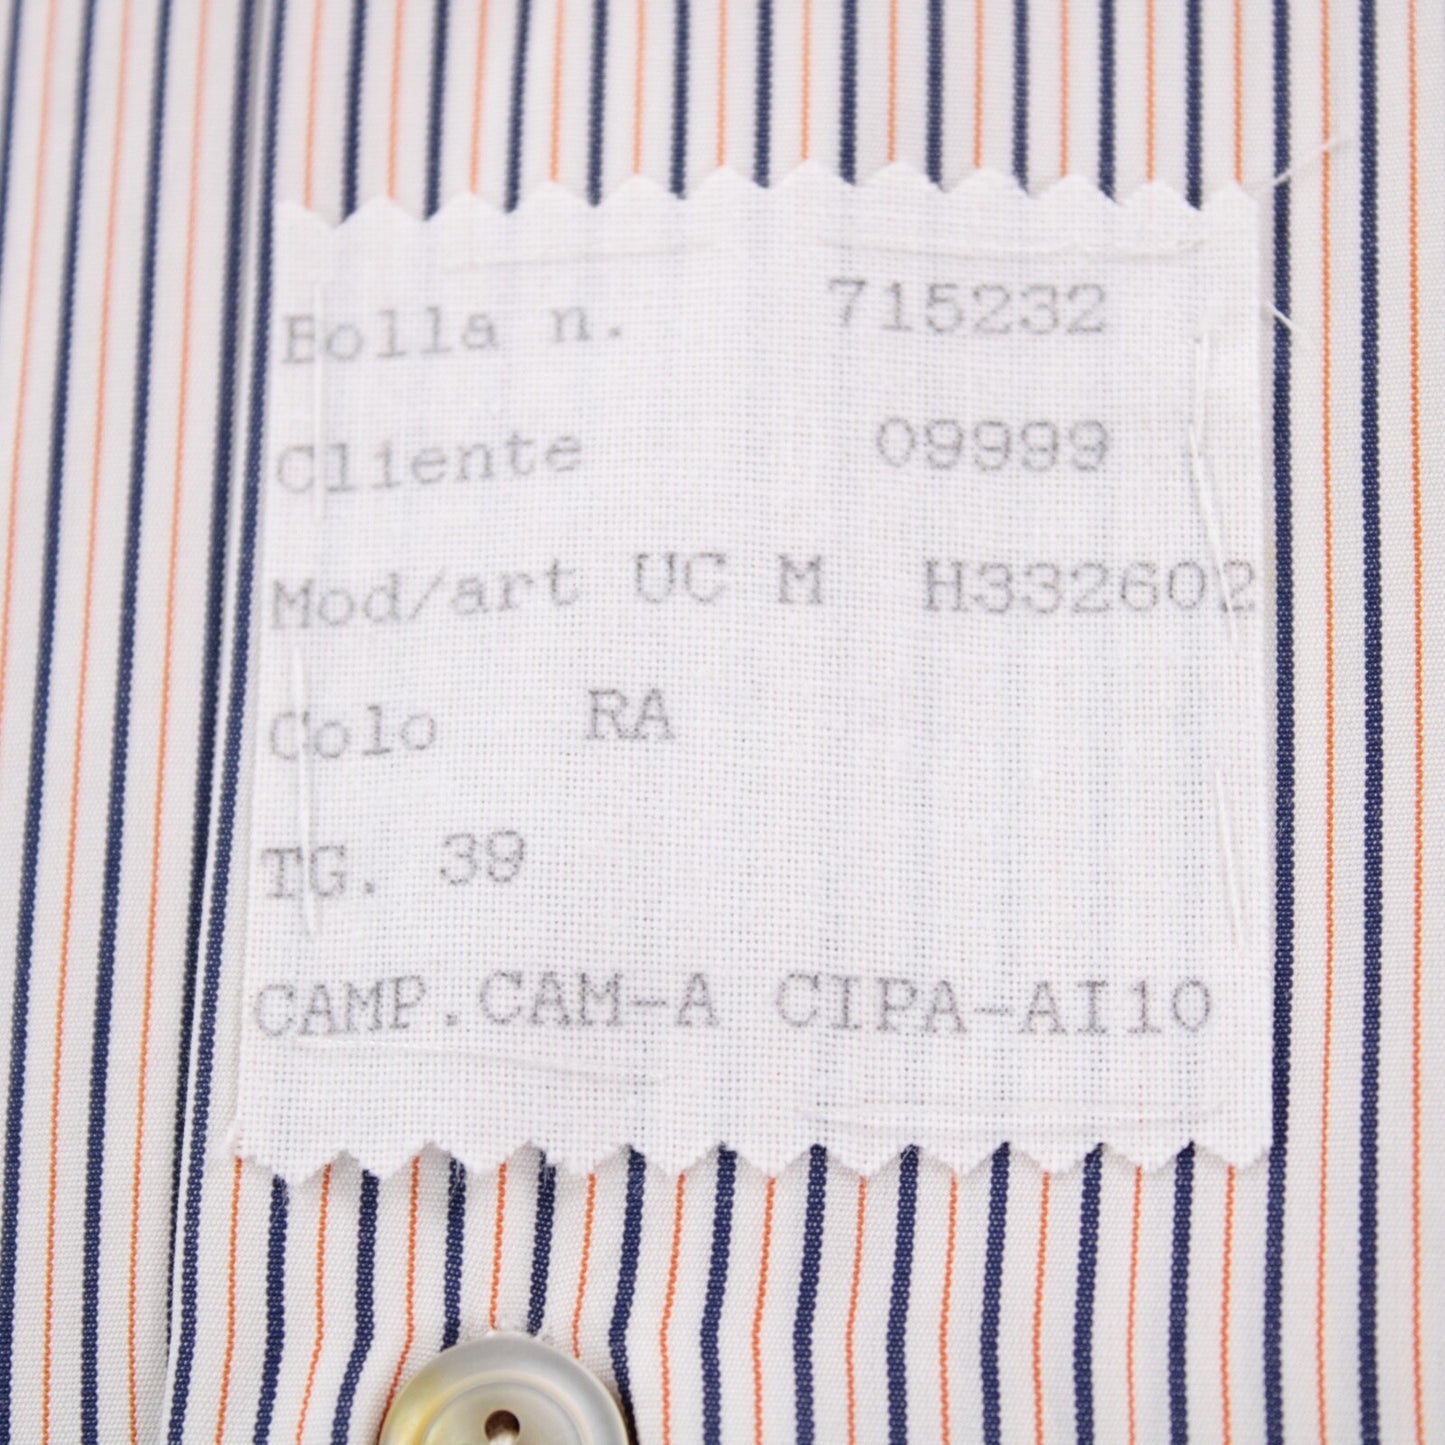 Bolla n. 715232
Cliente 09999
Mod/art UC M H332602
Colo RA
TG. 39
CAMP.CAM-A CIPA-AI10